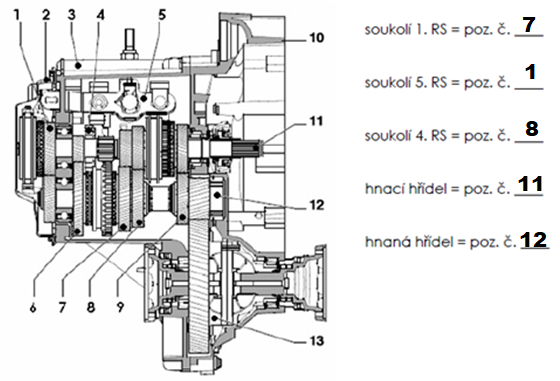 1 2 3 4 5
10
11
12
13
6 7 8 9
soukolí 1. RS = poz. č. 7
soukolí 5. RS = poz. č. 1
soukolí 4. RS = poz. č. 8
hnací hřídel = poz. č. 11
hnaná hřídel = poz. č. 12